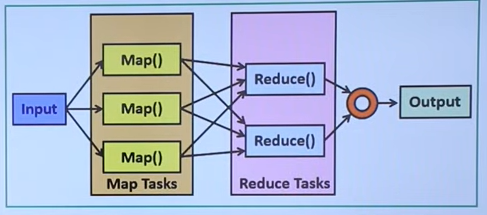 Input
Map()
Map()
Map()
Map Tasks
Reduce()
Reduce()
Reduce Tasks
Output